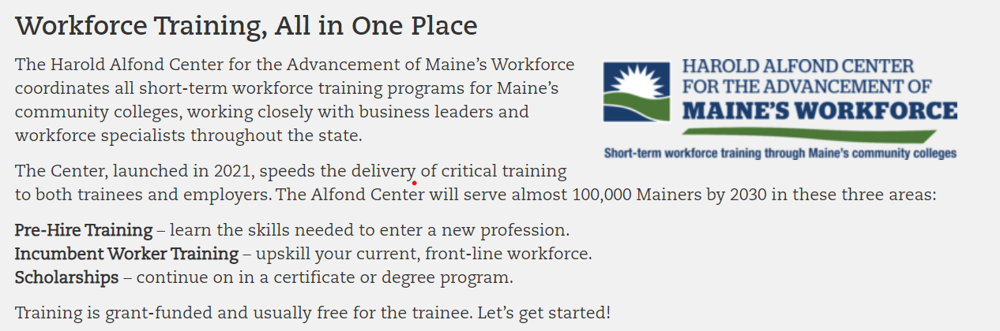 Workforce Training, All in One Place
The Harold Alfond Center for the Advancement of Maine's Workforce
coordinates all short-term workforce training programs for Maine's
community colleges, working closely with business leaders and
workforce specialists throughout the state.
HAROLD ALFOND CENTER
FOR THE ADVANCEMENT OF
MAINE'S WORKFORCE
Short-term workforce training through Maine's community colleges
The Center, launched in 2021, speeds the delivery of critical training
to both trainees and employers. The Alfond Center will serve almost 100,000 Mainers by 2030 in these three areas:
Pre-Hire Training – learn the skills needed to enter a new profession.
Incumbent Worker Training – upskill your current, front-line workforce.
Scholarships – continue on in a certificate or degree program.
Training is grant-funded and usually free for the trainee. Let's get started!